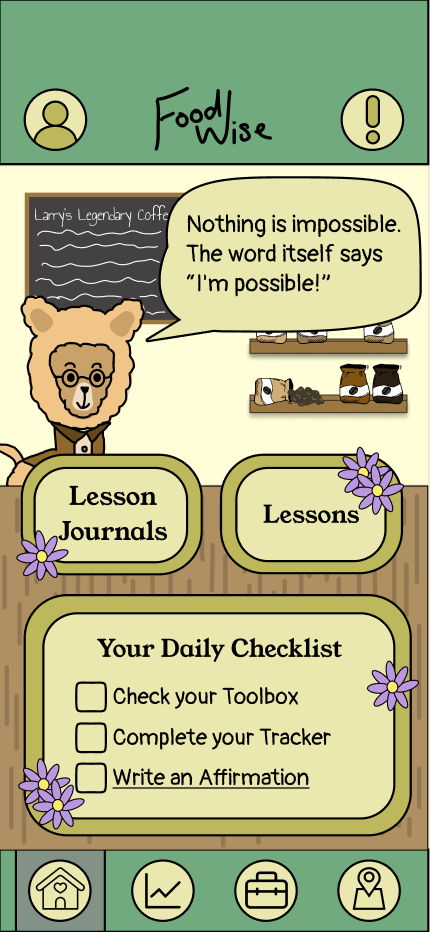 Food
Wise
Larry's Legendary Coffe
Nothing is impossible.
The word itself says
“I'm possible!”
Lesson
Journals
Lessons
Your Daily Checklist
Check your Toolbox
Complete your Tracker
Write an Affirmation